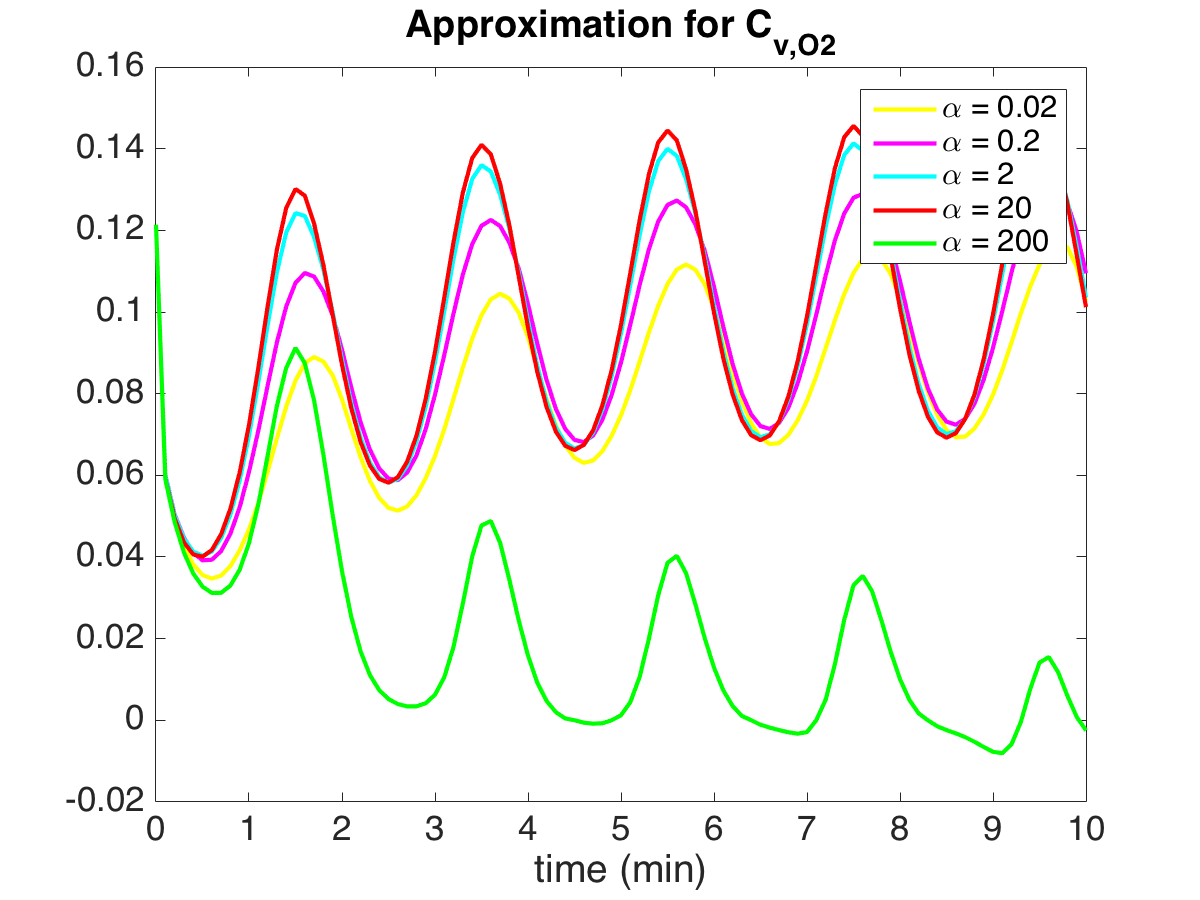 Approximation for C_v,O2
0.16
0.14
0.12
0.1
0.08
0.06
0.04
0.02
0
-0.02
α = 0.02
α = 0.2
α = 2
α = 20
α = 200
0 1 2 3 4 5 6 7 8 9 10
time (min)